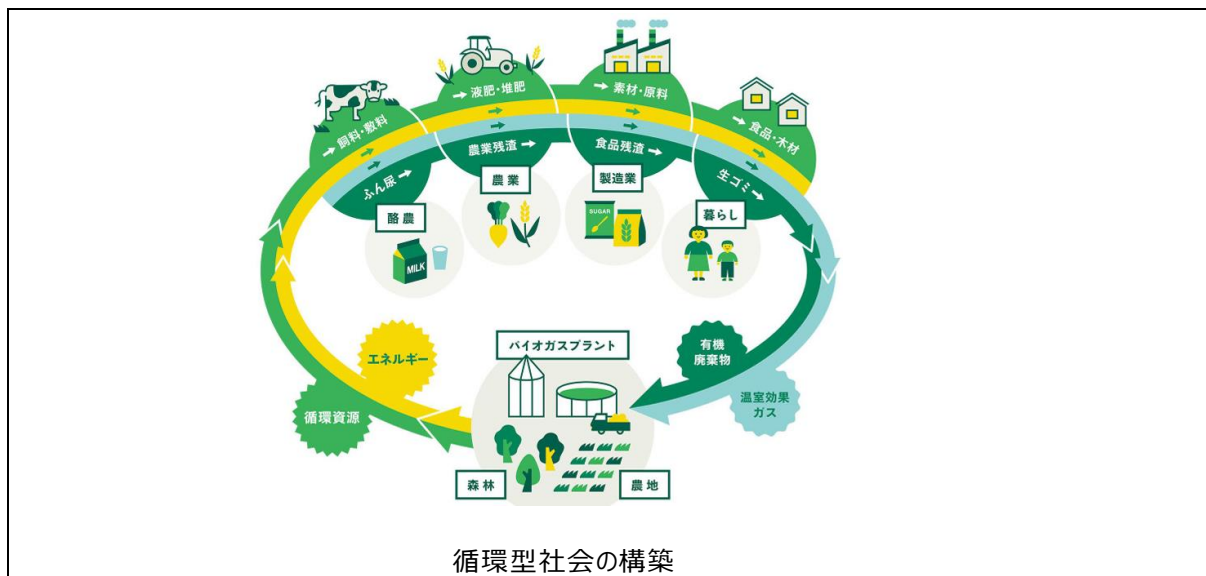 →飼料・敷料
→液肥・堆肥
→素材・原料
→食品・木材
ふん尿→
農業残渣→
食品残渣→
生ゴミ→
酪農
農業
製造業
暮らし
MILK
SUGAR
エネルギー
循環資源
バイオガスプラント
有機
廃棄物
温室効果
ガス
森林
農地
循環型社会の構築